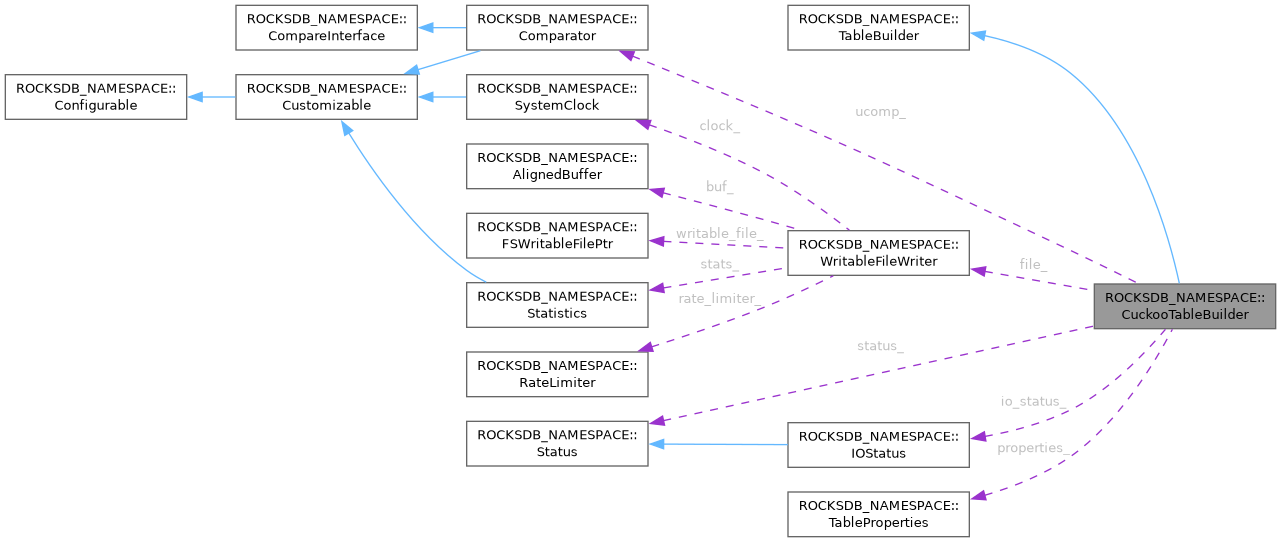 ROCKSDB_NAMESPACE::
CompareInterface
ROCKSDB_NAMESPACE::
Comparator
ROCKSDB_NAMESPACE::
TableBuilder
ROCKSDB_NAMESPACE::
Configurable
ROCKSDB_NAMESPACE::
Customizable
ROCKSDB_NAMESPACE::
SystemClock
ucomp_
clock_
ROCKSDB_NAMESPACE::
AlignedBuffer
buf_
ROCKSDB_NAMESPACE::
FSWritableFilePtr
writable_file_
ROCKSDB_NAMESPACE::
WritableFileWriter
stats_
file_
ROCKSDB_NAMESPACE::
Statistics
rate_limiter_
ROCKSDB_NAMESPACE::
CuckooTableBuilder
ROCKSDB_NAMESPACE::
RateLimiter
status_
io_status_
ROCKSDB_NAMESPACE::
Status
ROCKSDB_NAMESPACE::
IOStatus
properties_
ROCKSDB_NAMESPACE::
TableProperties